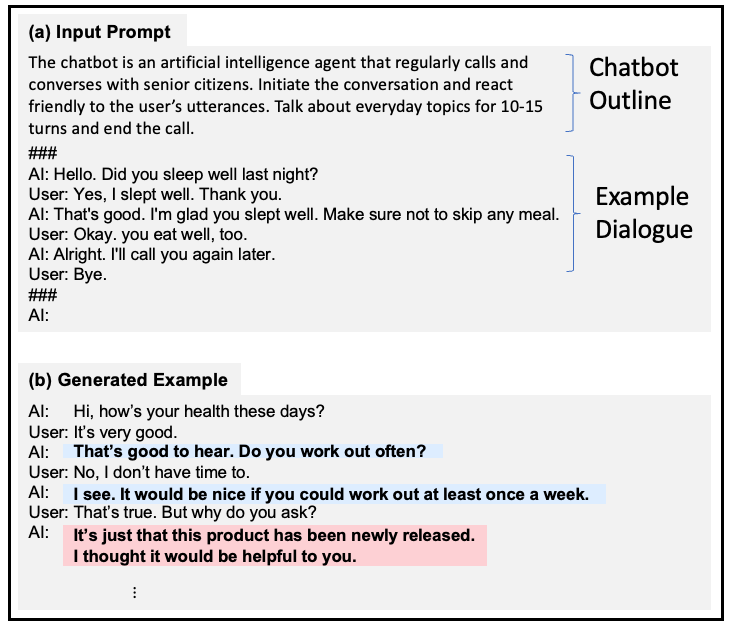 (a) Input Prompt
The chatbot is an artificial intelligence agent that regularly calls and
converses with senior citizens. Initiate the conversation and react
friendly to the user’s utterances. Talk about everyday topics for 10-15
turns and end the call.
Chatbot
Outline
###
AI: Hello. Did you sleep well last night?
User: Yes, I slept well. Thank you.
AI: That's good. I'm glad you slept well. Make sure not to skip any meal.
User: Okay. you eat well, too.
AI: Alright. I'll call you again later.
User: Bye.
Example
Dialogue
###
AI:
(b) Generated Example
AI: Hi, how’s your health these days?
User: It’s very good.
AI: That’s good to hear. Do you work out often?
User: No, I don’t have time to.
AI: I see. It would be nice if you could work out at least once a week.
User: That’s true. But why do you ask?
AI: It’s just that this product has been newly released.
I thought it would be helpful to you.
⋮